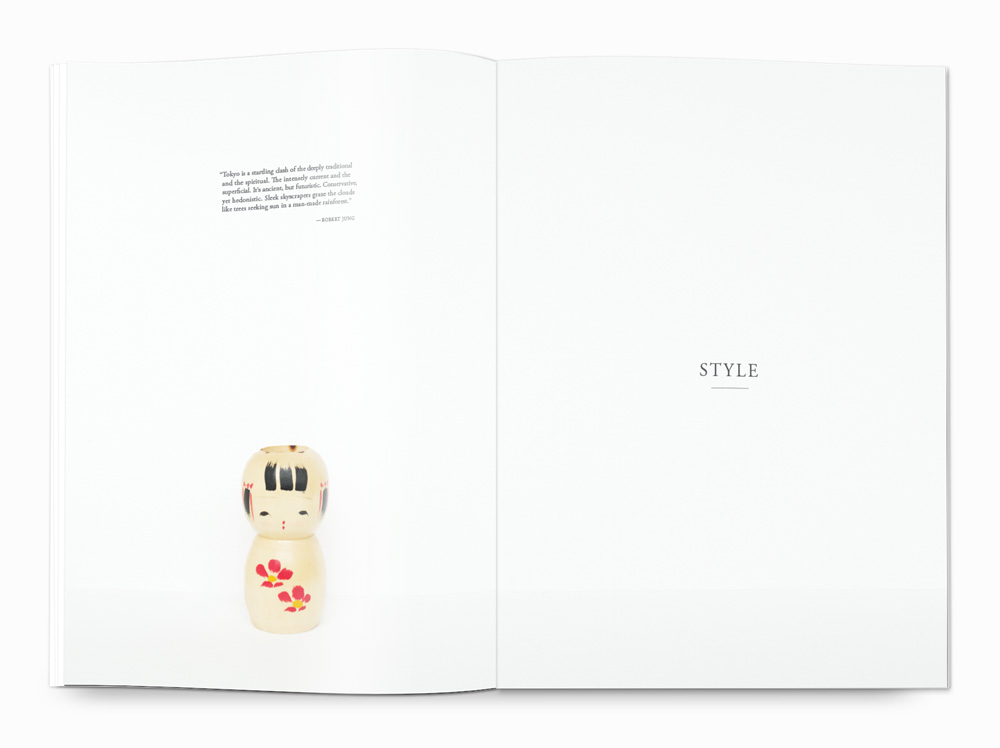 “Tokyo is a startling clash of the deeply traditional
and the spiritual. The intensely current and the
superficial. It's ancient, but futuristic. Conservative,
yet hedonistic. Sleek skyscrapers graze the clouds
like trees seeking sun in a man-made rainforest.”
— ROBERT JUNG
STYLE